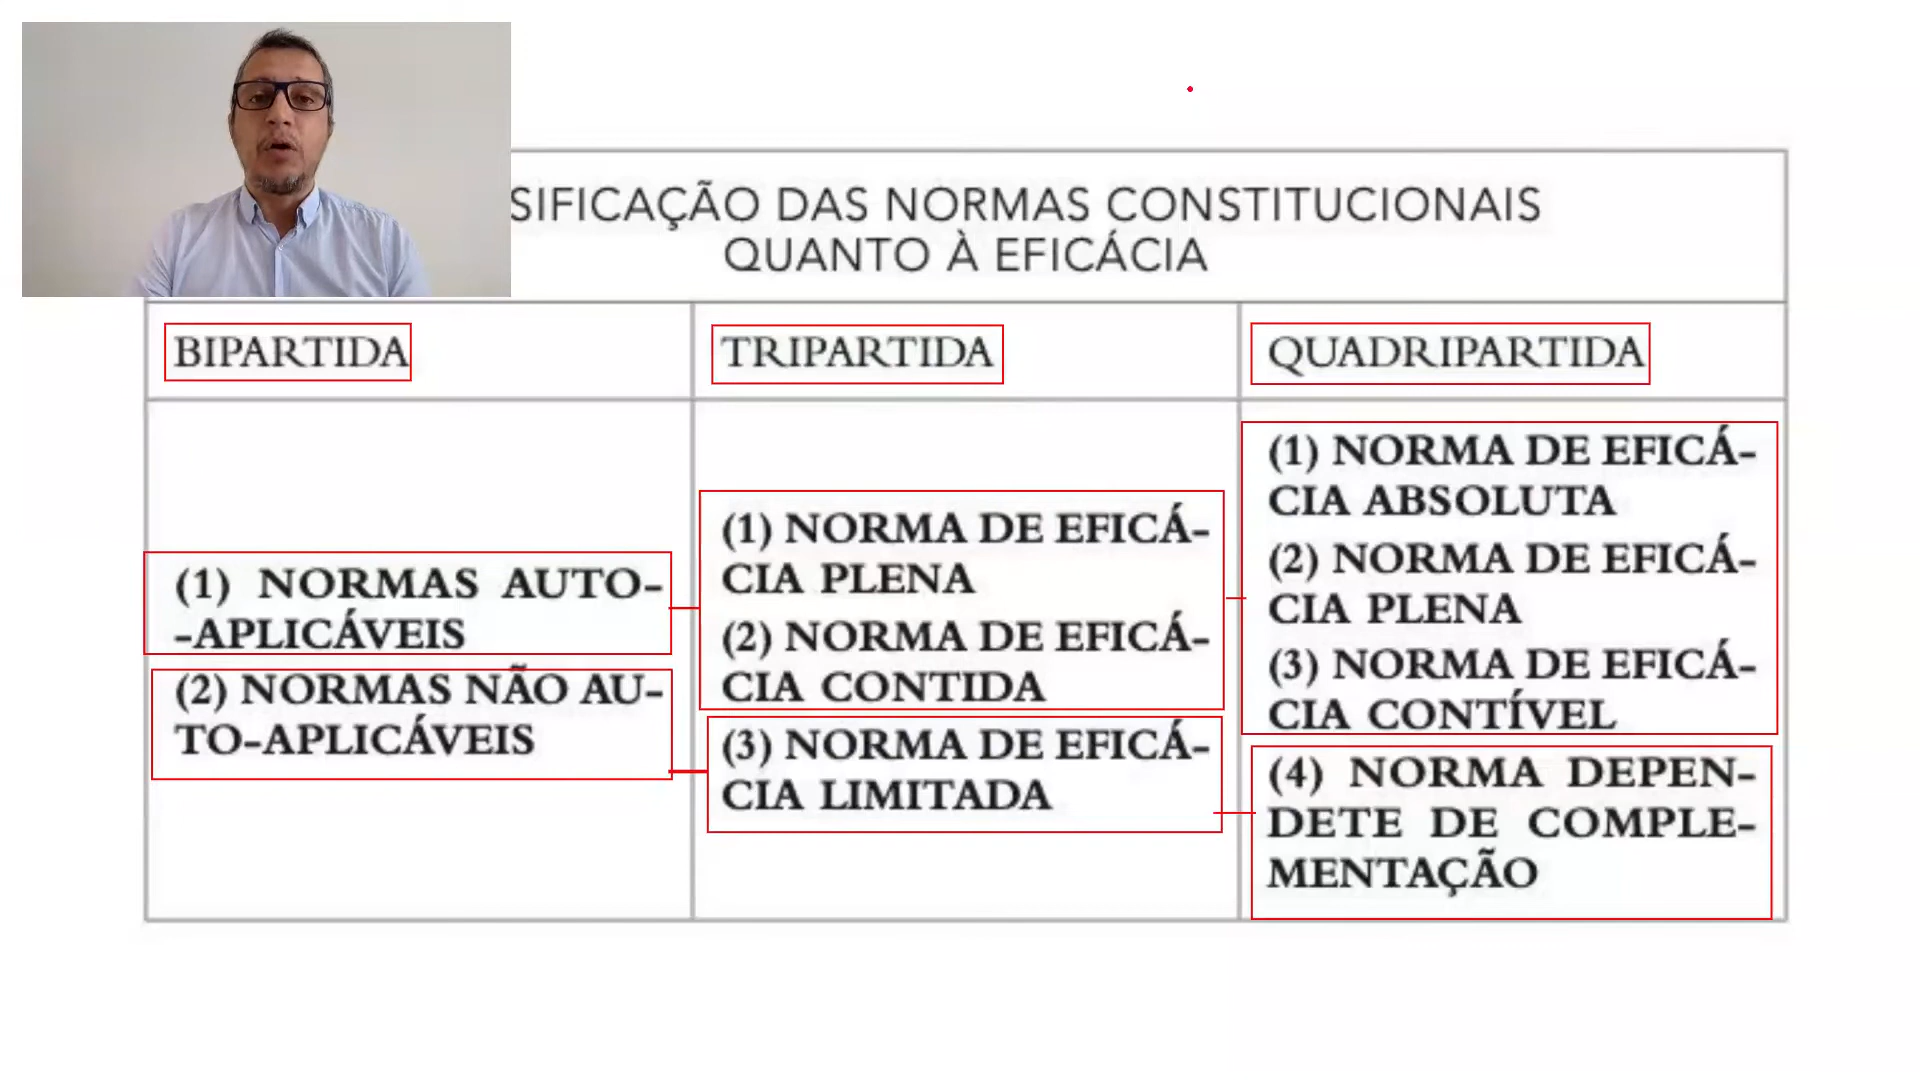 SIFICAÇÃO DAS NORMAS CONSTITUCIONAIS
QUANTO À EFICÁCIA
BIPARTIDA
TRIPARTIDA
QUADRIPARTIDA
(1) NORMAS AUTO-
-APLICÁVEIS
(2) NORMAS NÃO AU-
TO-APLICÁVEIS
(1) NORMA DE EFICÁ-
CIA PLENA
(2) NORMA DE EFICÁ-
CIA CONTIDA
(3) NORMA DE EFICÁ-
CIA LIMITADA
(1) NORMA DE EFICÁ-
CIA ABSOLUTA
(2) NORMA DE EFICÁ-
CIA PLENA
(3) NORMA DE EFICÁ-
CIA CONTÍVEL
(4) NORMA DEPEN-
DETE DE COMPLE-
MENTAÇÃO